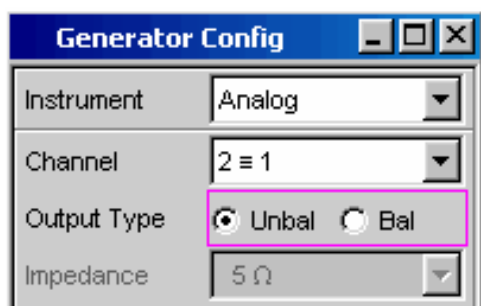 Generator Config
Instrument Analog
Channel 2 ≡ 1
Output Type Unbal Bal
Impedance 5 Ω